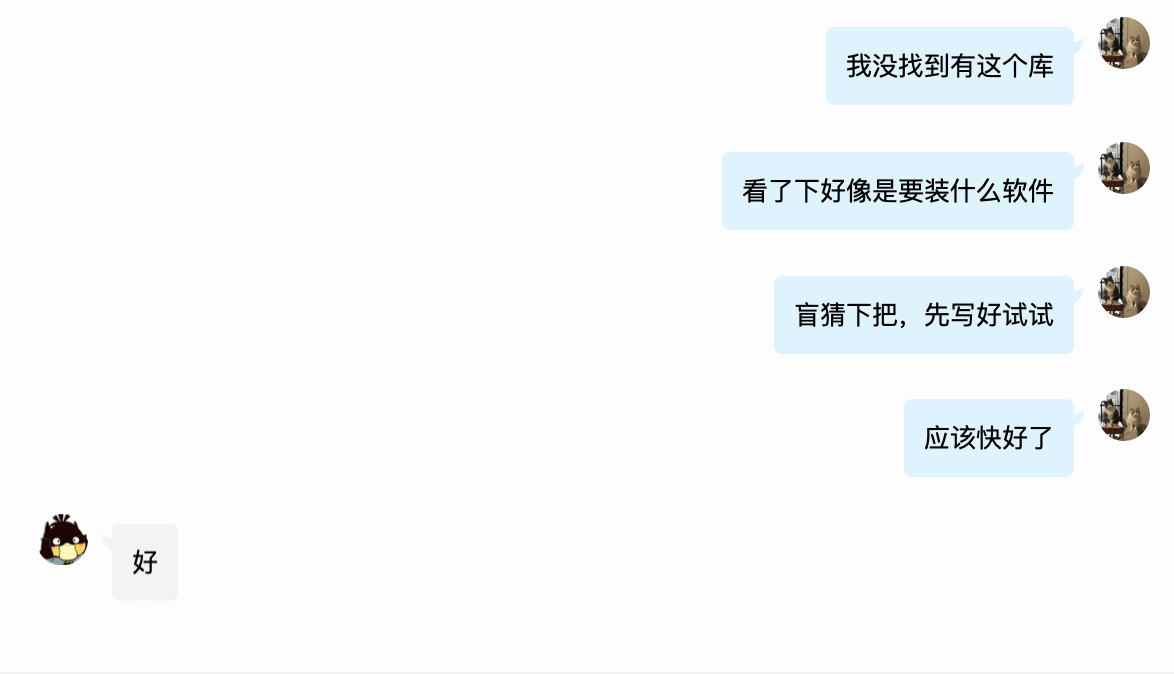 我没找到有这个库
看了下好像是要装什么软件
盲猜下把，先写好试试
应该快好了
好